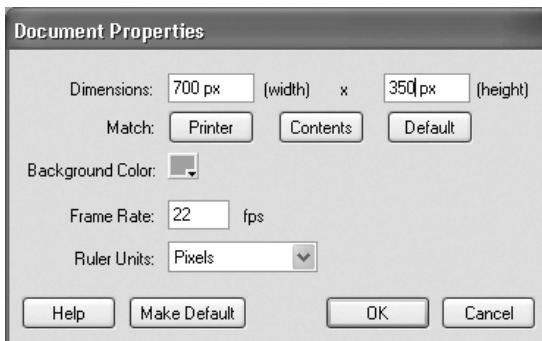 Document Properties
Dimensions: 700 px (width) x 350 px (height)
Match: Printer Contents Default
Background Color:
Frame Rate: 22 fps
Ruler Units: Pixels
Help Make Default OK Cancel